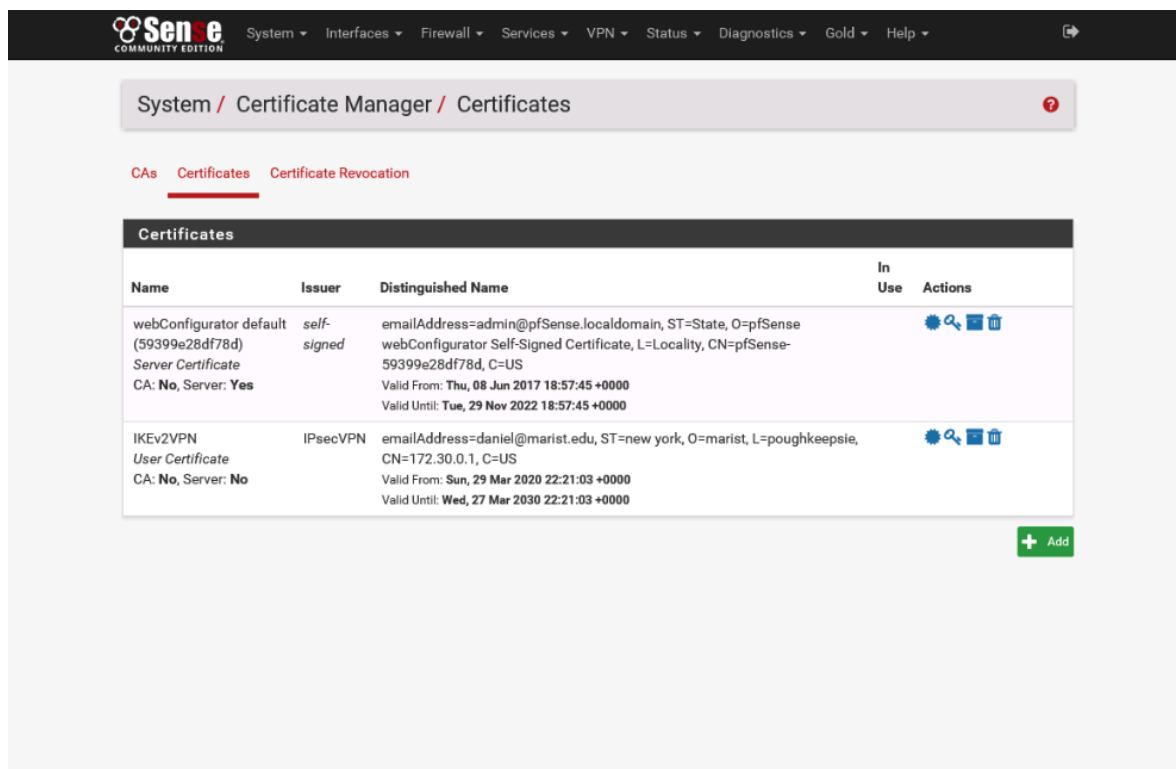 Sense
COMMUNITY EDITION
System Interfaces Firewall Services VPN Status Diagnostics Gold Help
System / Certificate Manager / Certificates
CAs Certificates Certificate Revocation
Certificates
Name Issuer Distinguished Name In Use Actions
webConfigurator default self- emailAddress=admin@pfSense.localdomain, ST=State, O=pfSense
(59399e28df78d) signed webConfigurator Self-Signed Certificate, L=Locality, CN=pfSense-
Server Certificate 59399e28df78d, C=US
CA: No, Server: Yes Valid From: Thu, 08 Jun 2017 18:57:45 +0000
Valid Until: Tue, 29 Nov 2022 18:57:45 +0000
IKEv2VPN IPsecVPN emailAddress=daniel@marist.edu, ST=new york, O=marist, L=poughkeepsie,
User Certificate CN=172.30.0.1, C=US
CA: No, Server: No Valid From: Sun, 29 Mar 2020 22:21:03 +0000
Valid Until: Wed, 27 Mar 2030 22:21:03 +0000
Add